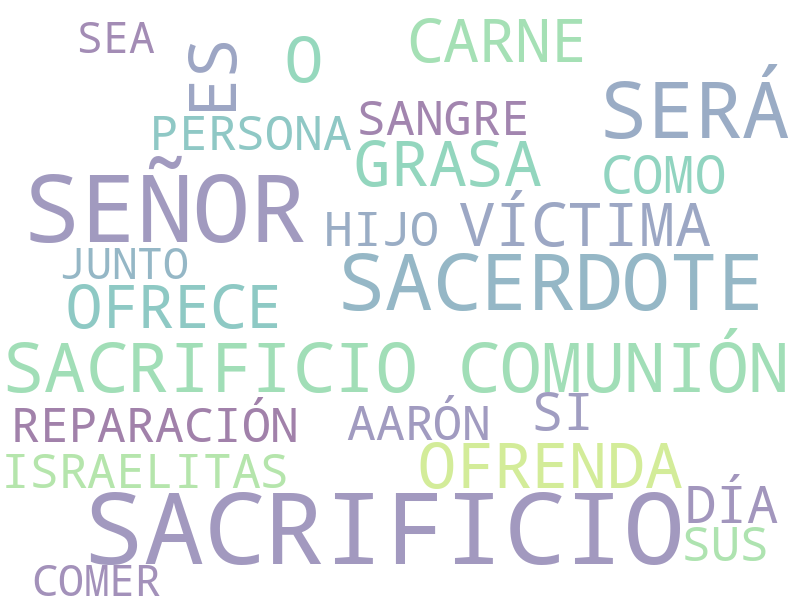 SEA
ES
O
CARNE
PERSONA
SANGRE
SERÁ
GRASA
COMO
SEÑOR
HIJO
VÍCTIMA
JUNTO
SACERDOTE
OFRECE
SACRIFICIO COMUNIÓN
REPARACIÓN
AARÓN
SI
ISRAELITAS
OFRENDA
SACRIFICIO
DÍA
SUS
COMER